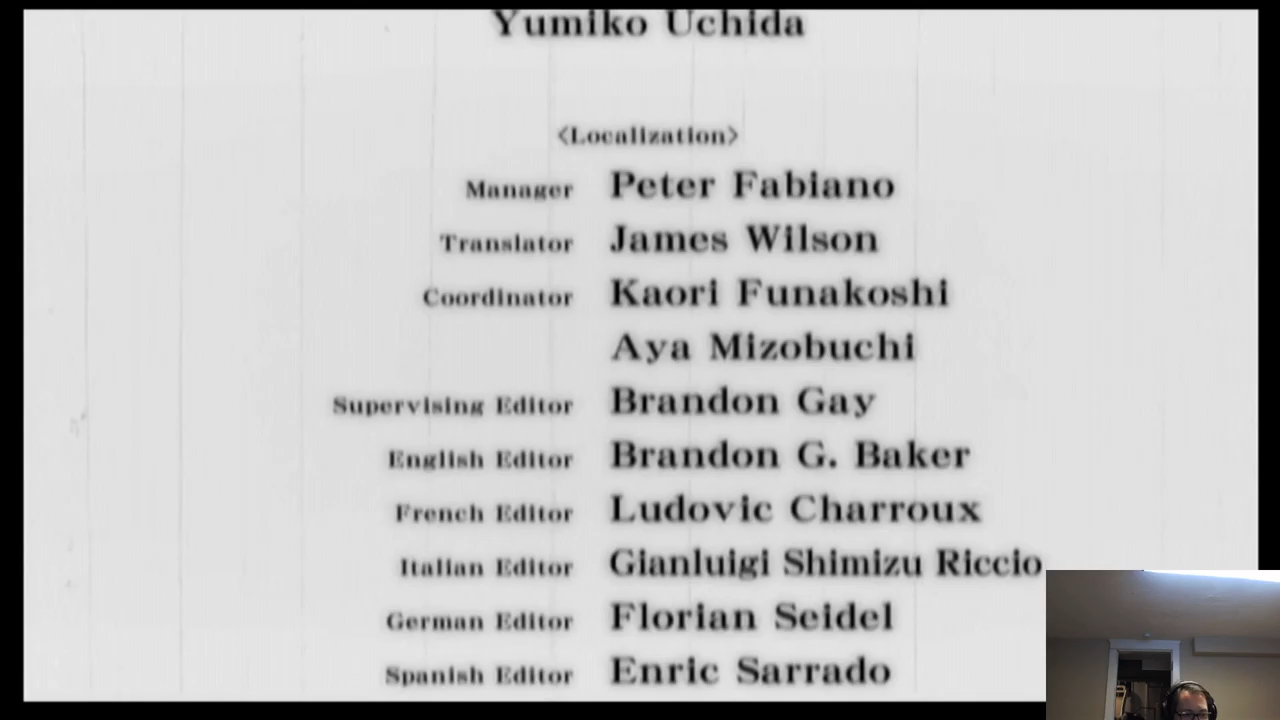 Yumiko Uchida
<Localization>
Manager Peter Fabiano
Translator James Wilson
Coordinator Kaori Funakoshi
Aya Mizobuchi
Supervising Editor Brandon Gay
English Editor Brandon G. Baker
French Editor Ludovic Charroux
Italian Editor Gianluigi Shimizu Riccio
German Editor Florian Seidel
Spanish Editor Enric Sarrado